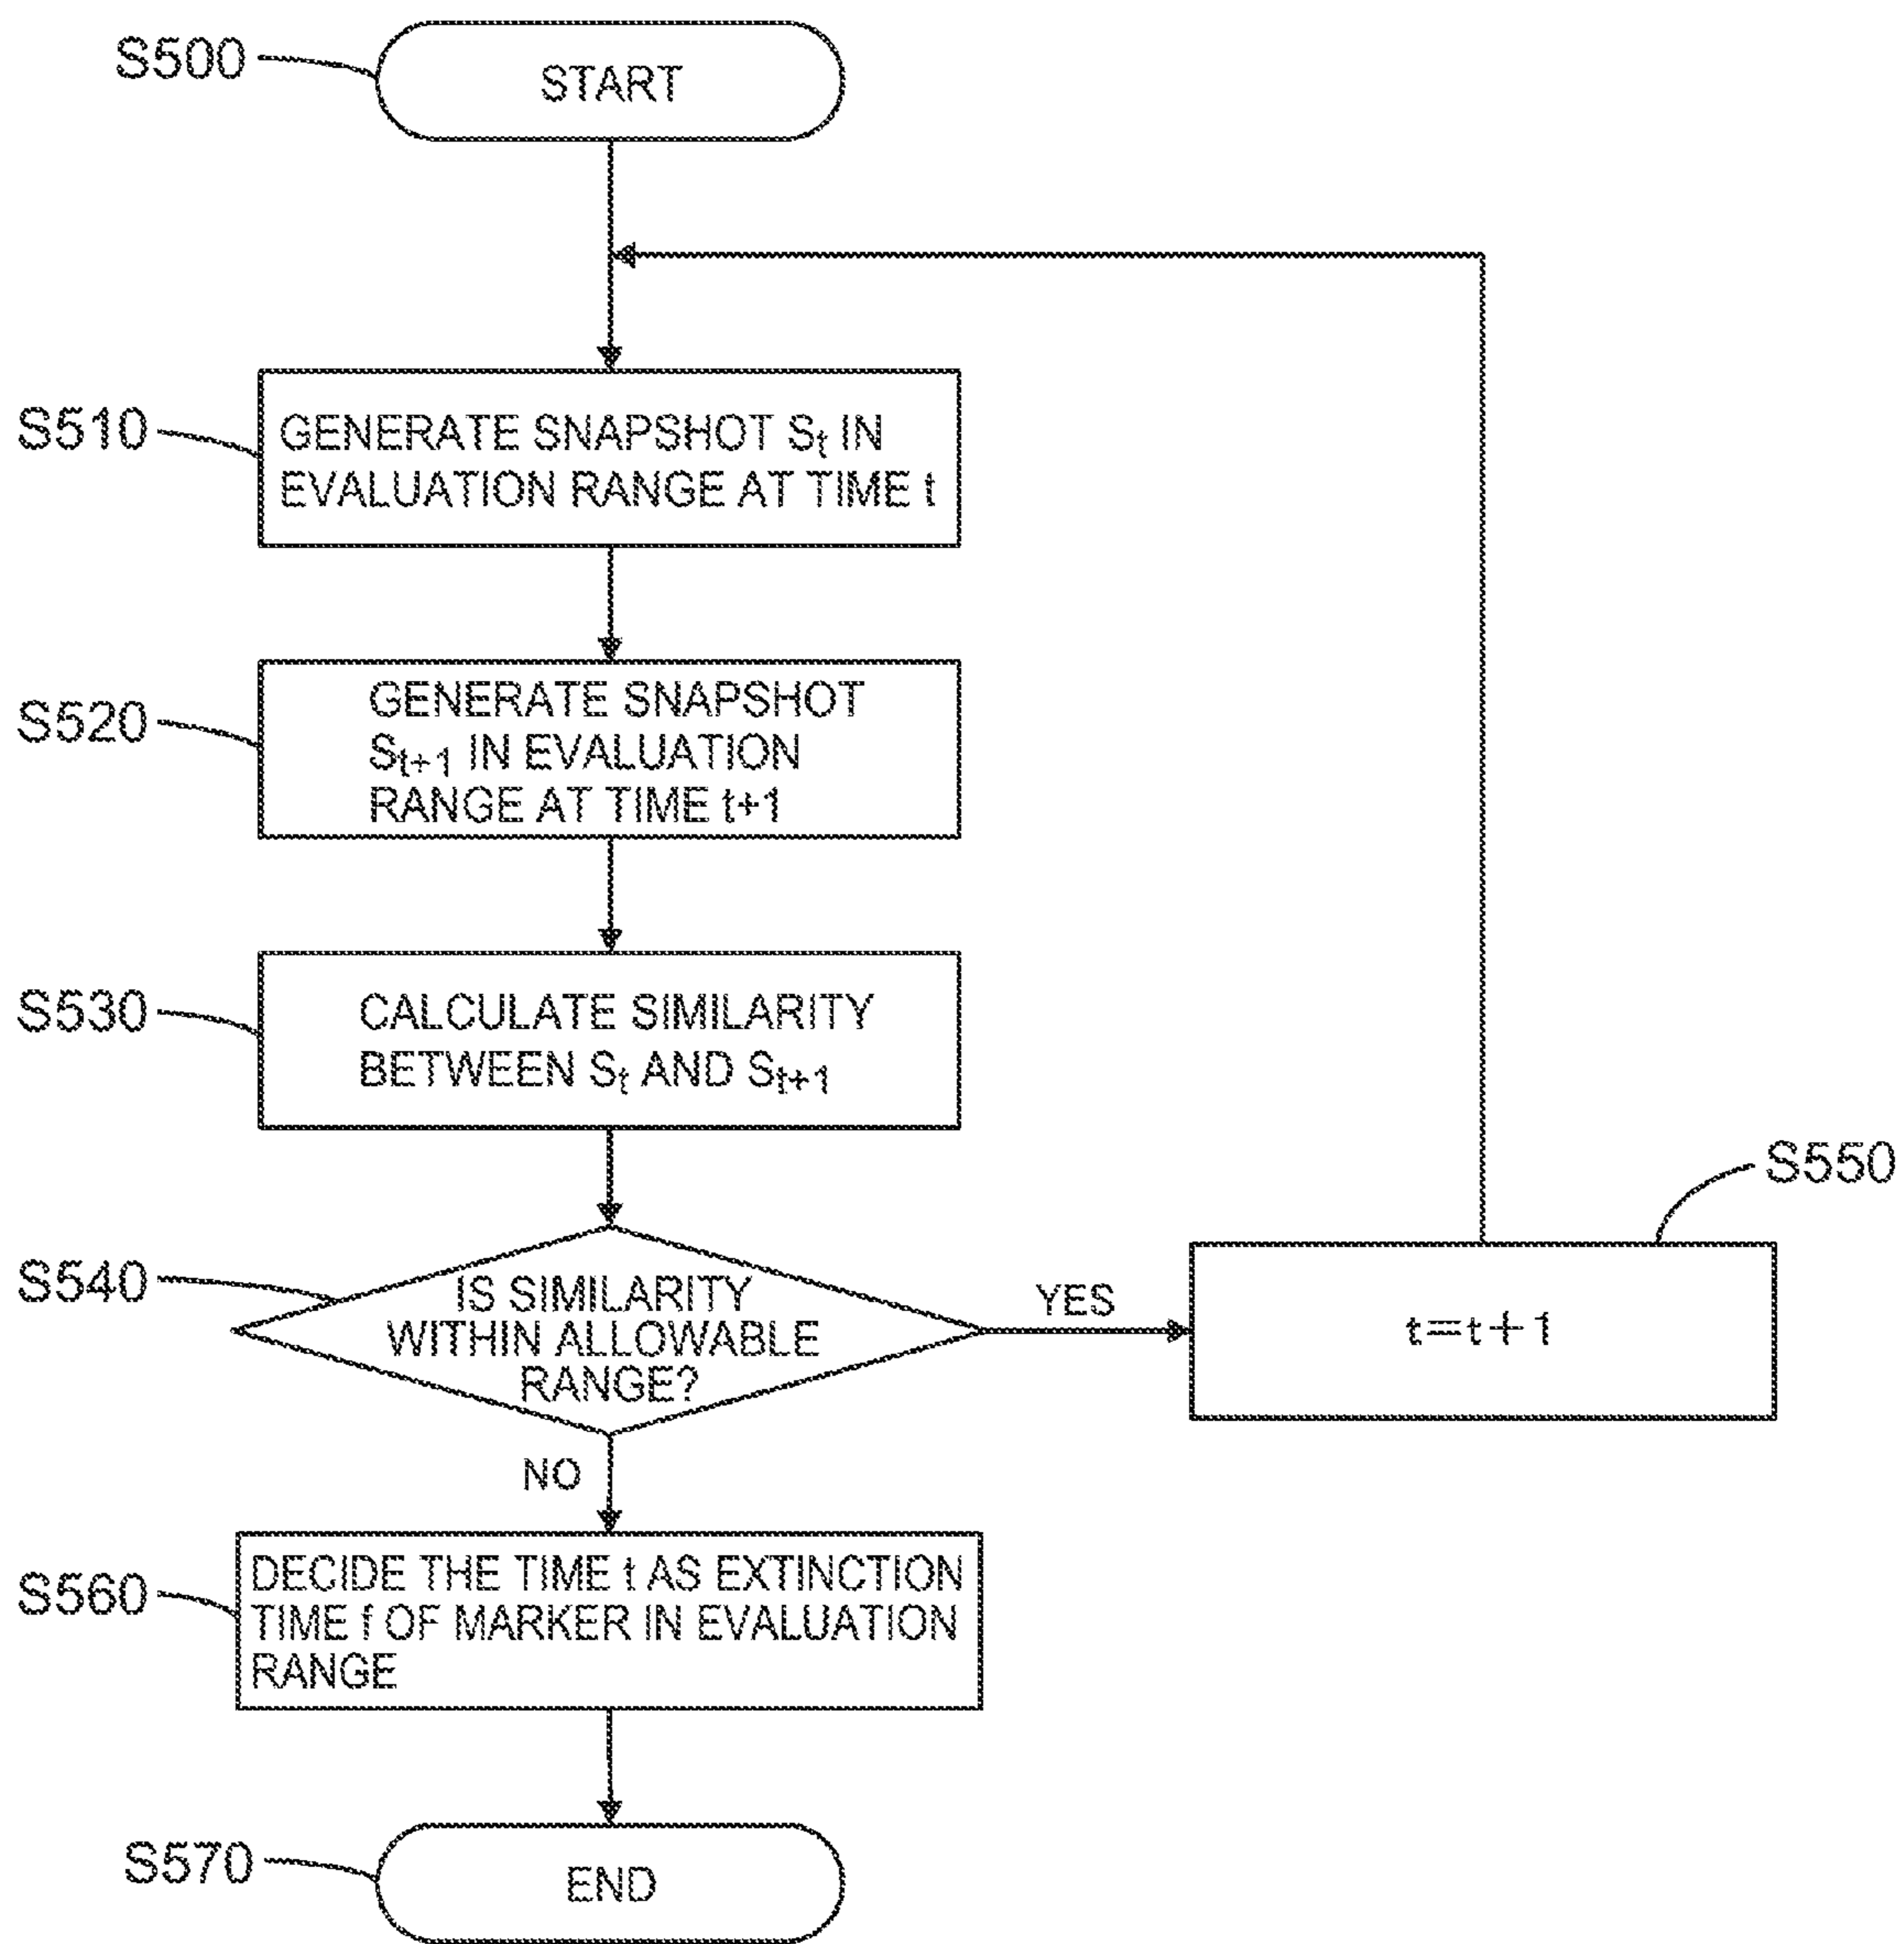 S500
START
S510
GENERATE SNAPSHOT Sₜ IN
EVALUATION RANGE AT TIME t
S520
GENERATE SNAPSHOT
Sₜ₊₁ IN EVALUATION
RANGE AT TIME t+1
S530
CALCULATE SIMILARITY
BETWEEN Sₜ AND Sₜ₊₁
S540
IS SIMILARITY
WITHIN ALLOWABLE
RANGE?
YES
S550
t=t+1
NO
S560
DECIDE THE TIME t AS EXTINCTION
TIME f OF MARKER IN EVALUATION
RANGE
S570
END